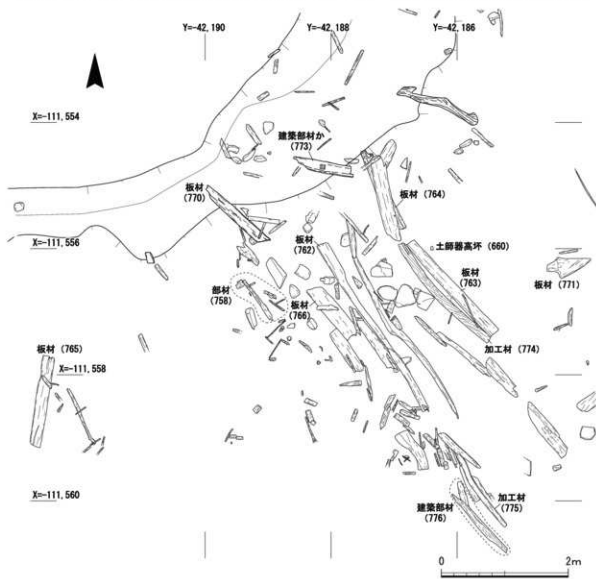 Y=-42,190
Y=-42,188
Y=-42,186
X=-111,554
建築部材か
(773)
板材
(770)
板材
(764)
X=-111,556
板材
(762)
土師器高坏 (660)
板材
(763)
板材
(771)
部材
(758)
板材
(766)
板材 (765)
加工材 (774)
X=-111,558
X=-111,560
建築部材
(776)
加工材
(775)
0
2m